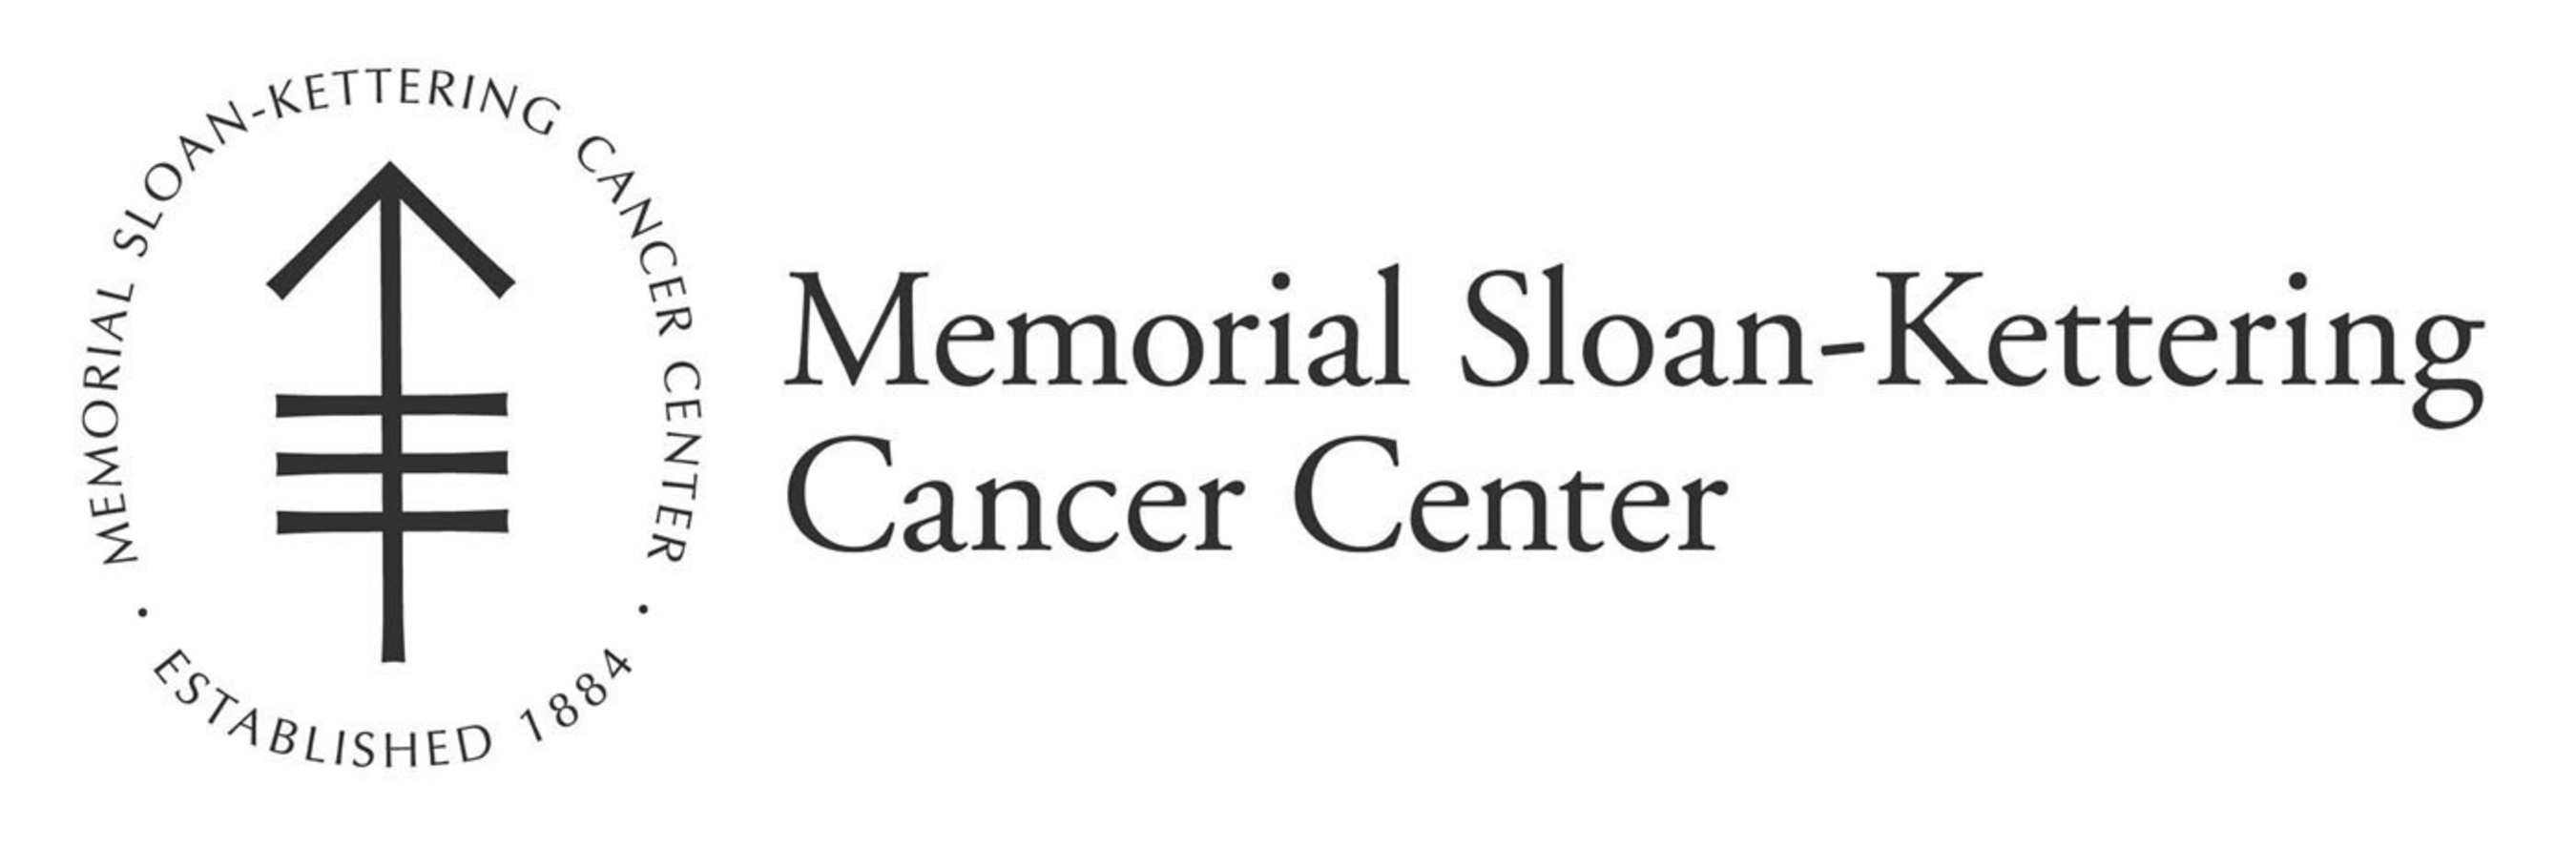 MEMORIAL SLOAN-KETTERING CANCER CENTER
· ESTABLISHED 1884 ·
Memorial Sloan-Kettering
Cancer Center